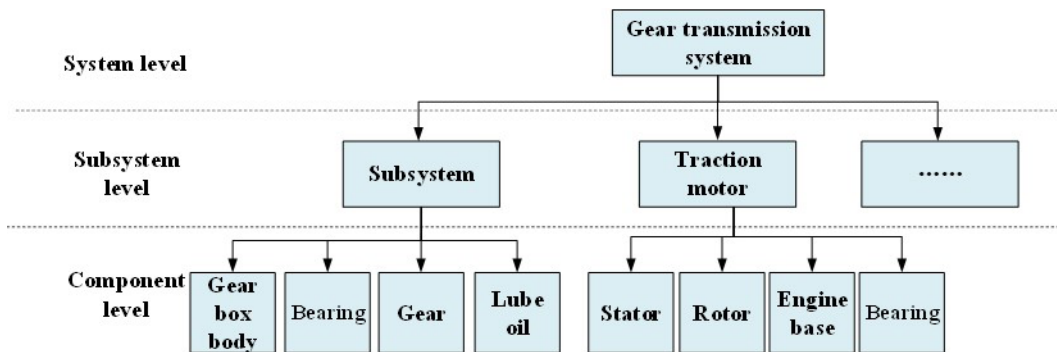 Gear transmission
system
System level
Subsystem
level
Subsystem
Traction
motor
......
Component
level
Gear
box
body
Bearing
Gear
Lube
oil
Stator
Rotor
Engine
base
Bearing